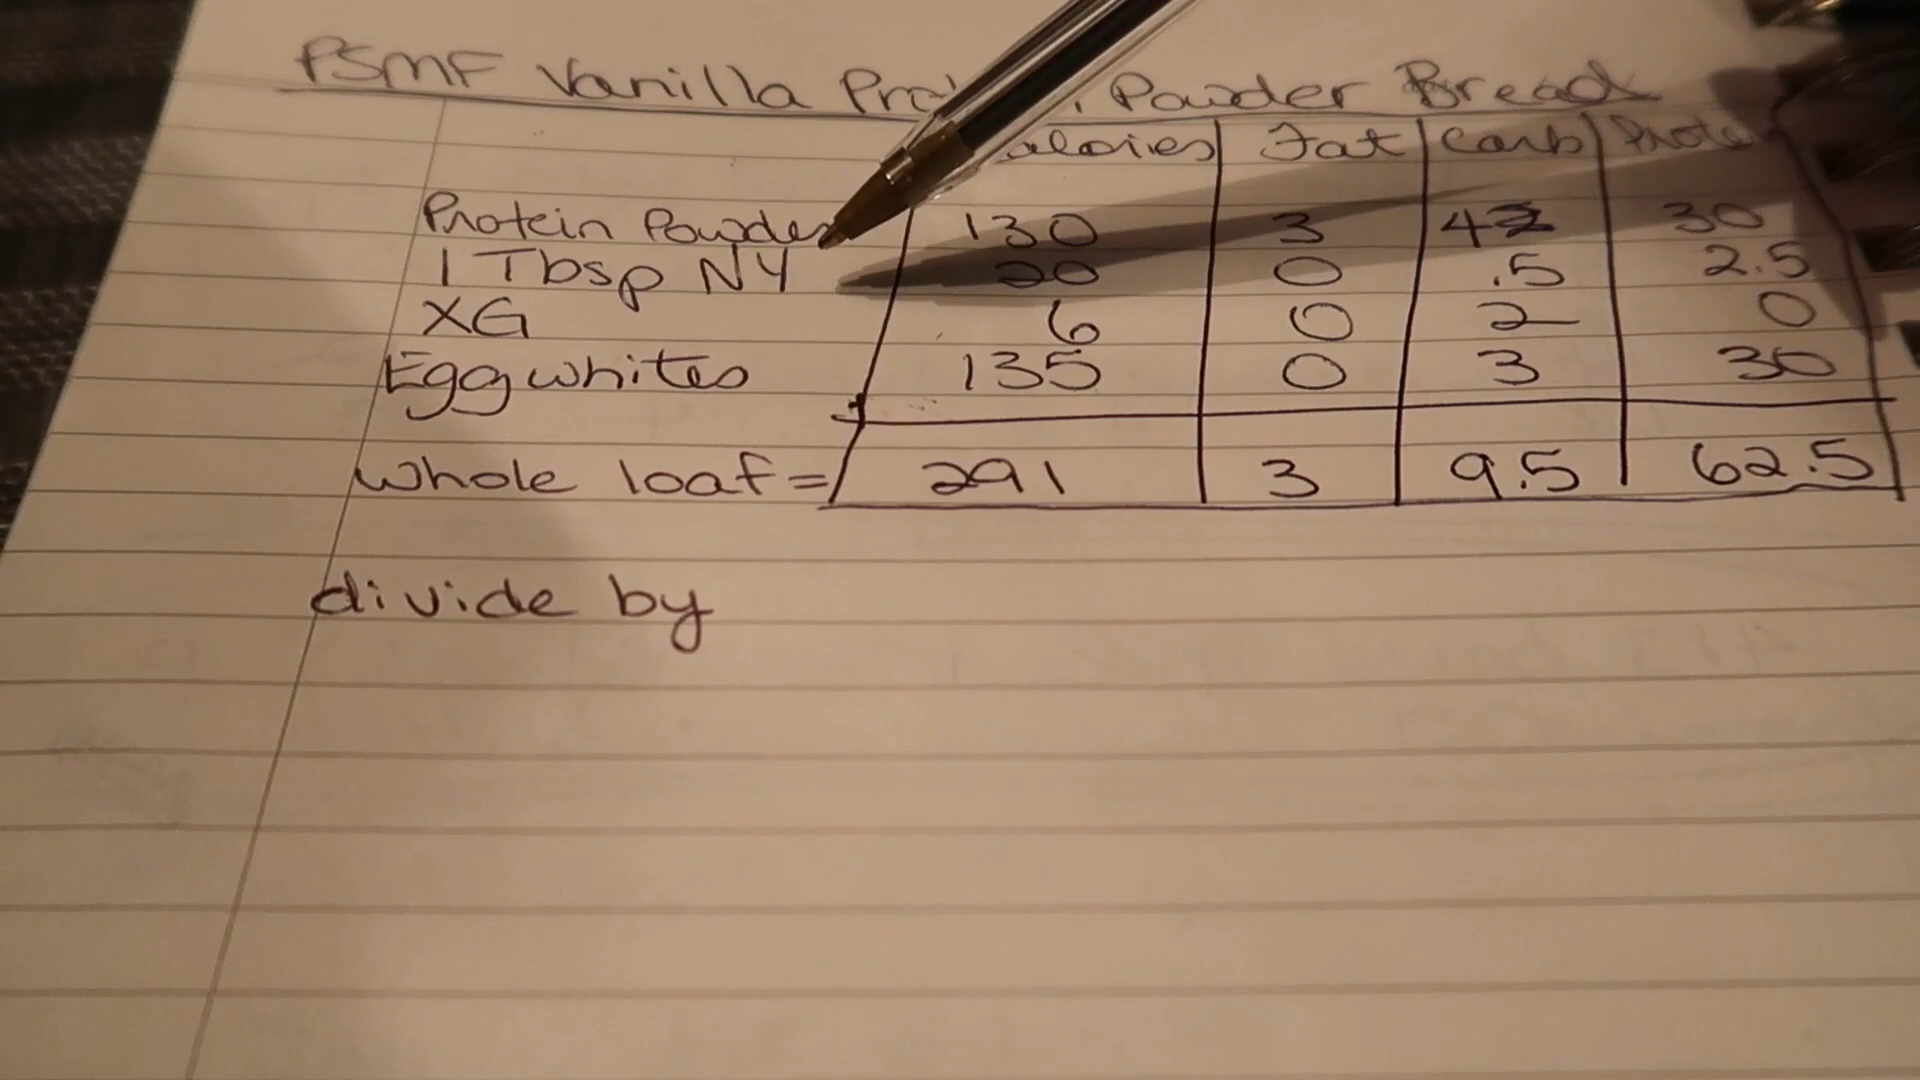 PSMF Vanilla Powder Bread
Fat Carb
Protein Powder 130 3 4 30
1 Tbsp NY 20 0 .5 2.5
XG 6 0 2 0
Egg whites 135 0 3 30
Whole loaf = 291 3 9.5 62.5
divide by